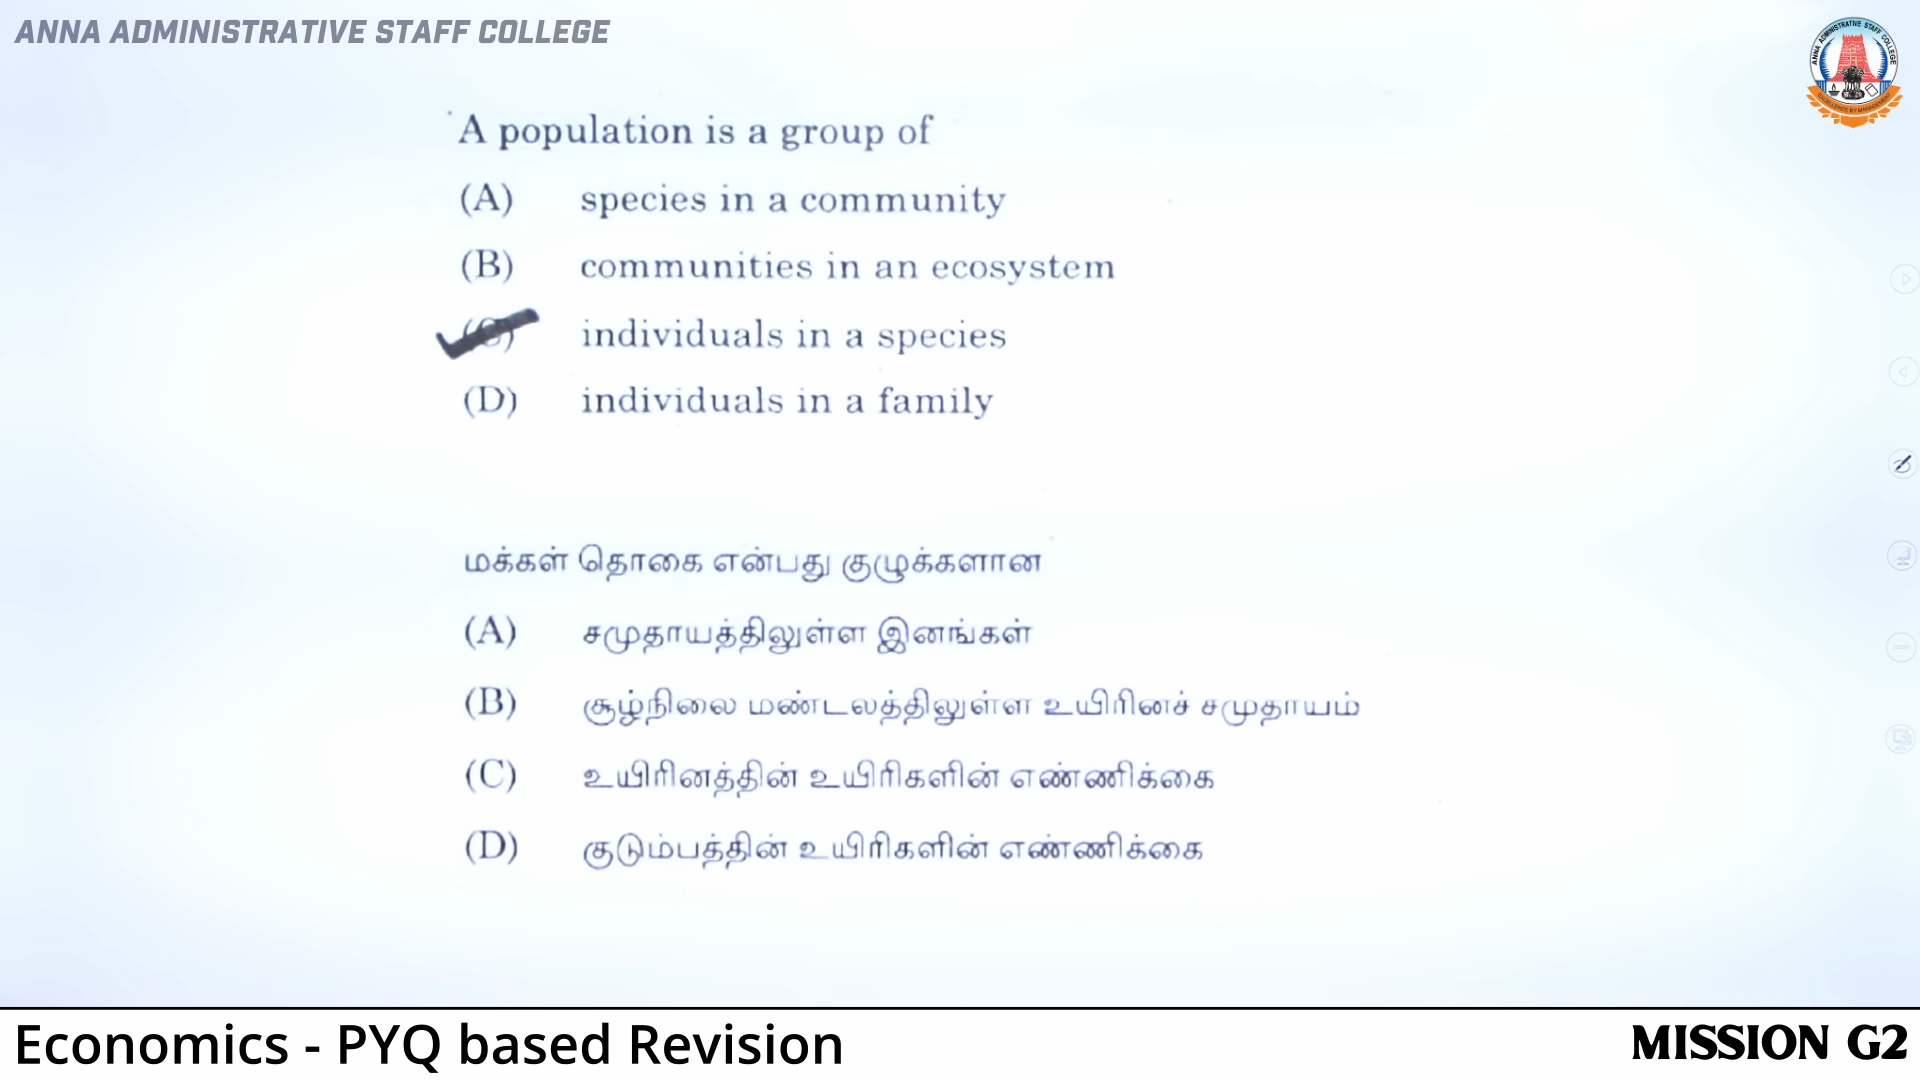 ANNA ADMINISTRATIVE STAFF COLLEGE
A population is a group of
(A) species in a community
(B) communities in an ecosystem
(C) individuals in a species
(D) individuals in a family
மக்கள் தொகை என்பது குழுக்களான
(A) சமுதாயத்திலுள்ள இனங்கள்
(B) சூழ்நிலை மண்டலத்திலுள்ள உயிரினச் சமுதாயம்
(C) உயிரினத்தின் உயிரிகளின் எண்ணிக்கை
(D) குடும்பத்தின் உயிரிகளின் எண்ணிக்கை
Economics - PYQ based Revision
MISSION G2